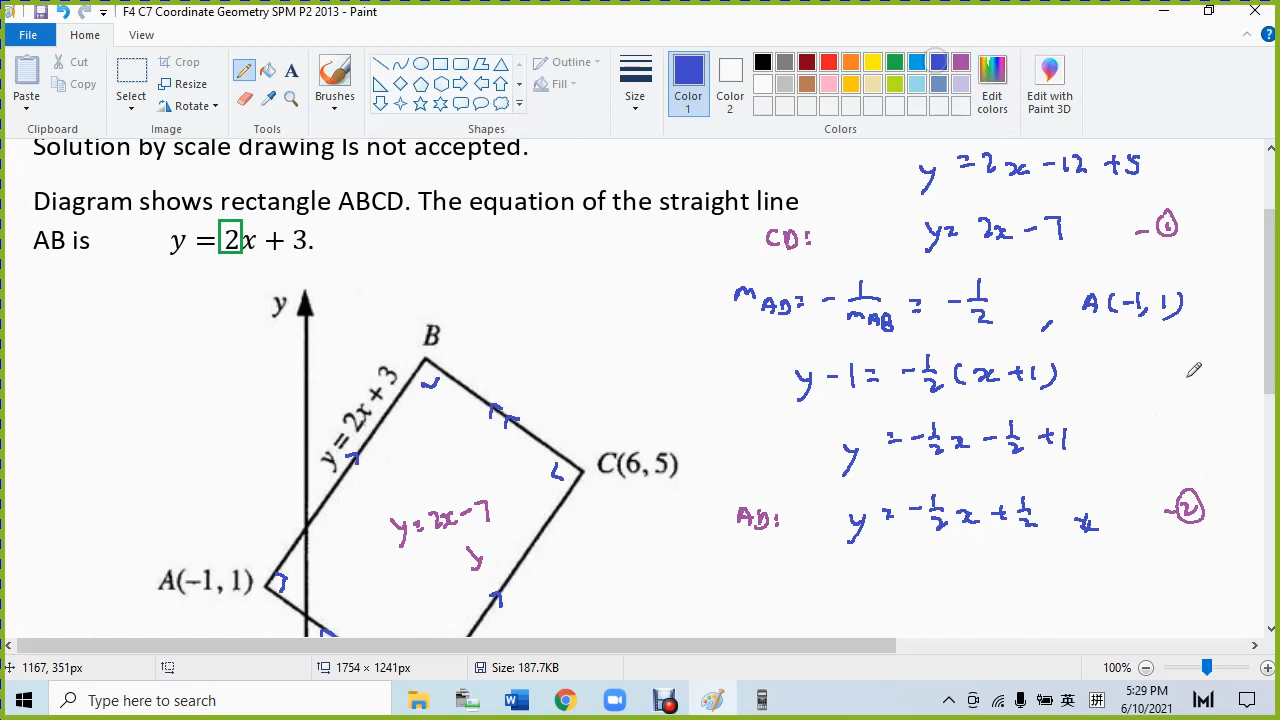 F4 C7 Coordinate Geometry SPM P2 2013 - Paint
File
Home
View
Paste
Cut
Copy
Clipboard
Select
Crop
Resize
Rotate
Image
Tools
Brushes
Outline
Fill
Shapes
Size
Color 1
Color 2
Edit colors
Edit with Paint 3D
Colors
Solution by scale drawing Is not accepted.
Diagram shows rectangle ABCD. The equation of the straight line
AB is y = 2x + 3.
y
B
y = 2x + 3
C(6, 5)
y = 2x - 7
A(–1, 1)
y = 2x - 12 + 5
CD: y = 2x - 7 - ①
m AD = - 1/m AB = - 1/2 , A(-1, 1)
y - 1 = - 1/2 (x + 1)
y = - 1/2 x - 1/2 + 1
AD: y = - 1/2 x + 1/2 - ②
1167, 351px
1754 × 1241px
Size: 187.7KB
100%
Type here to search
英
拼
5:29 PM
6/10/2021